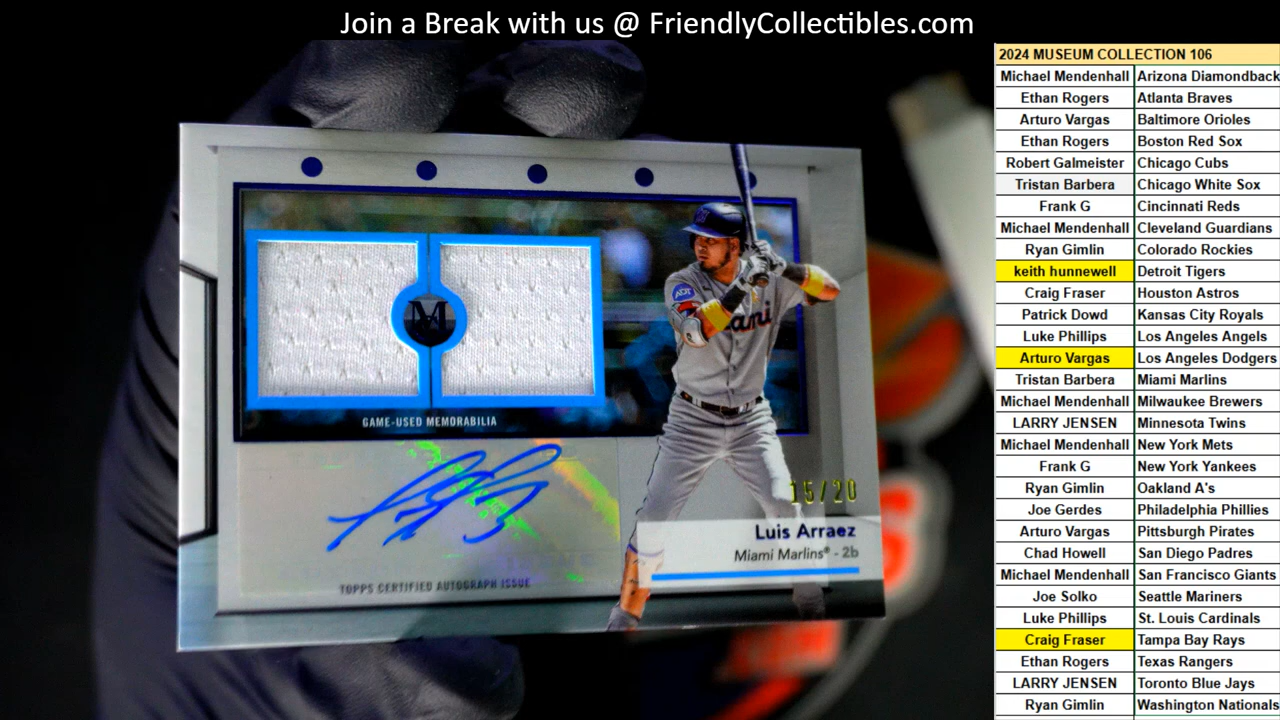 Join a Break with us @ FriendlyCollectibles.com
2024 MUSEUM COLLECTION 106
Michael Mendenhall Arizona Diamondback
Ethan Rogers Atlanta Braves
Arturo Vargas Baltimore Orioles
Ethan Rogers Boston Red Sox
Robert Galmeister Chicago Cubs
Tristan Barbera Chicago White Sox
Frank G Cincinnati Reds
Michael Mendenhall Cleveland Guardians
Ryan Gimlin Colorado Rockies
keith hunnewell Detroit Tigers
Craig Fraser Houston Astros
Patrick Dowd Kansas City Royals
Luke Phillips Los Angeles Angels
Arturo Vargas Los Angeles Dodgers
Tristan Barbera Miami Marlins
Michael Mendenhall Milwaukee Brewers
LARRY JENSEN Minnesota Twins
Michael Mendenhall New York Mets
Frank G New York Yankees
Ryan Gimlin Oakland A's
Joe Gerdes Philadelphia Phillies
Arturo Vargas Pittsburgh Pirates
Chad Howell San Diego Padres
Michael Mendenhall San Francisco Giants
Joe Solko Seattle Mariners
Luke Phillips St. Louis Cardinals
Craig Fraser Tampa Bay Rays
Ethan Rogers Texas Rangers
LARRY JENSEN Toronto Blue Jays
Ryan Gimlin Washington Nationals
M
ADT
ami
GAME-USED MEMORABILIA
15/20
Luis Arraez
Miami Marlins® - 2b
TOPPS CERTIFIED AUTOGRAPH ISSUE